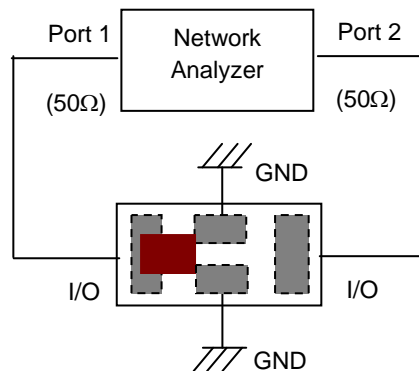 Port 1
Network
Analyzer
Port 2
(50Ω)
(50Ω)
GND
I/O
I/O
GND